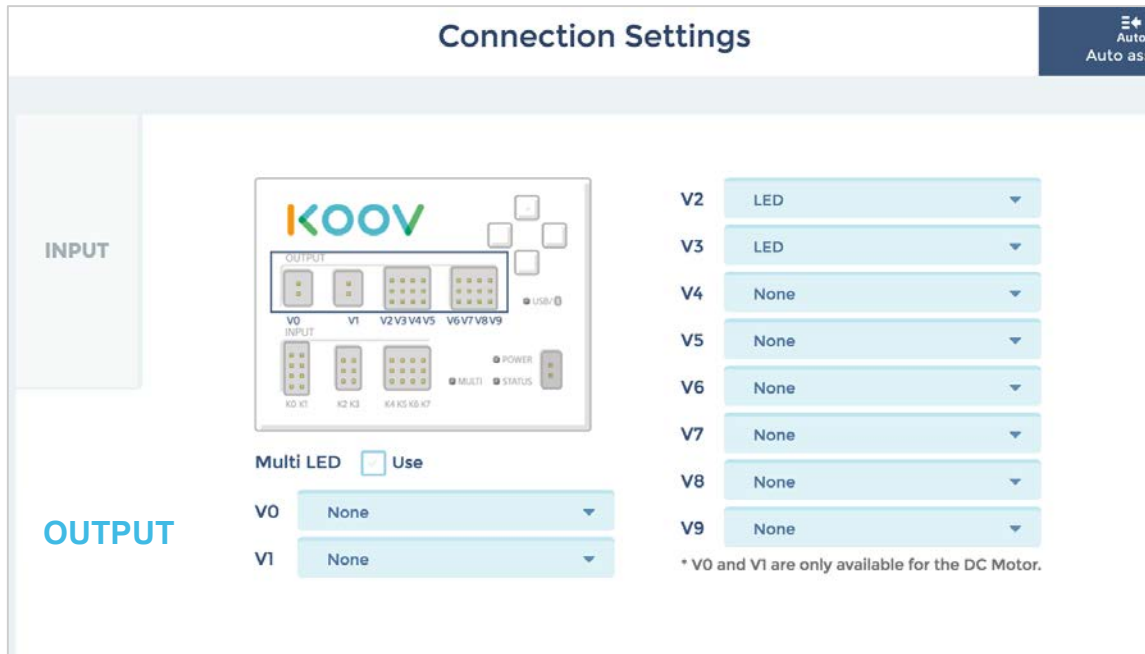 Connection Settings
Auto
Auto as
INPUT
KOOV
OUTPUT
USB/
V0 V1 V2 V3 V4 V5 V6 V7 V8 V9
INPUT
POWER
MULTI STATUS
K0 K1 K2 K3 K4 K5 K6 K7
Multi LED Use
OUTPUT
V0 None
V1 None
V2 LED
V3 LED
V4 None
V5 None
V6 None
V7 None
V8 None
V9 None
* V0 and V1 are only available for the DC Motor.